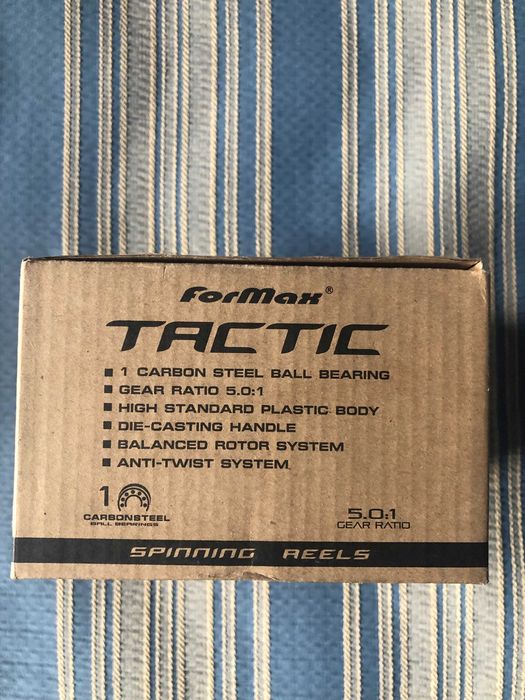 ForMax®
TACTIC
■ 1 CARBON STEEL BALL BEARING
■ GEAR RATIO 5.0:1
■ HIGH STANDARD PLASTIC BODY
■ DIE-CASTING HANDLE
■ BALANCED ROTOR SYSTEM
■ ANTI-TWIST SYSTEM
1
CARBONSTEEL
BALL BEARINGS
5.0:1
GEAR RATIO
SPINNING REELS